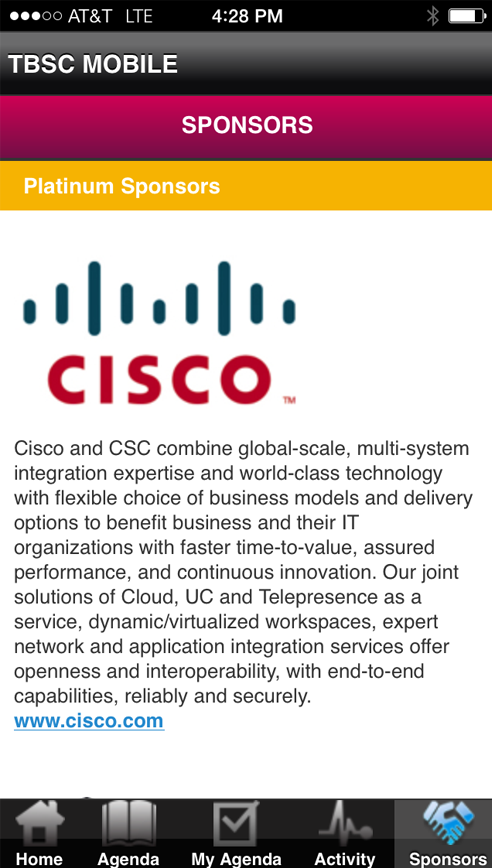 AT&T LTE 4:28 PM
TBSC MOBILE
SPONSORS
Platinum Sponsors
CISCO ™
Cisco and CSC combine global-scale, multi-system
integration expertise and world-class technology
with flexible choice of business models and delivery
options to benefit business and their IT
organizations with faster time-to-value, assured
performance, and continuous innovation. Our joint
solutions of Cloud, UC and Telepresence as a
service, dynamic/virtualized workspaces, expert
network and application integration services offer
openness and interoperability, with end-to-end
capabilities, reliably and securely.
www.cisco.com
Home Agenda My Agenda Activity Sponsors